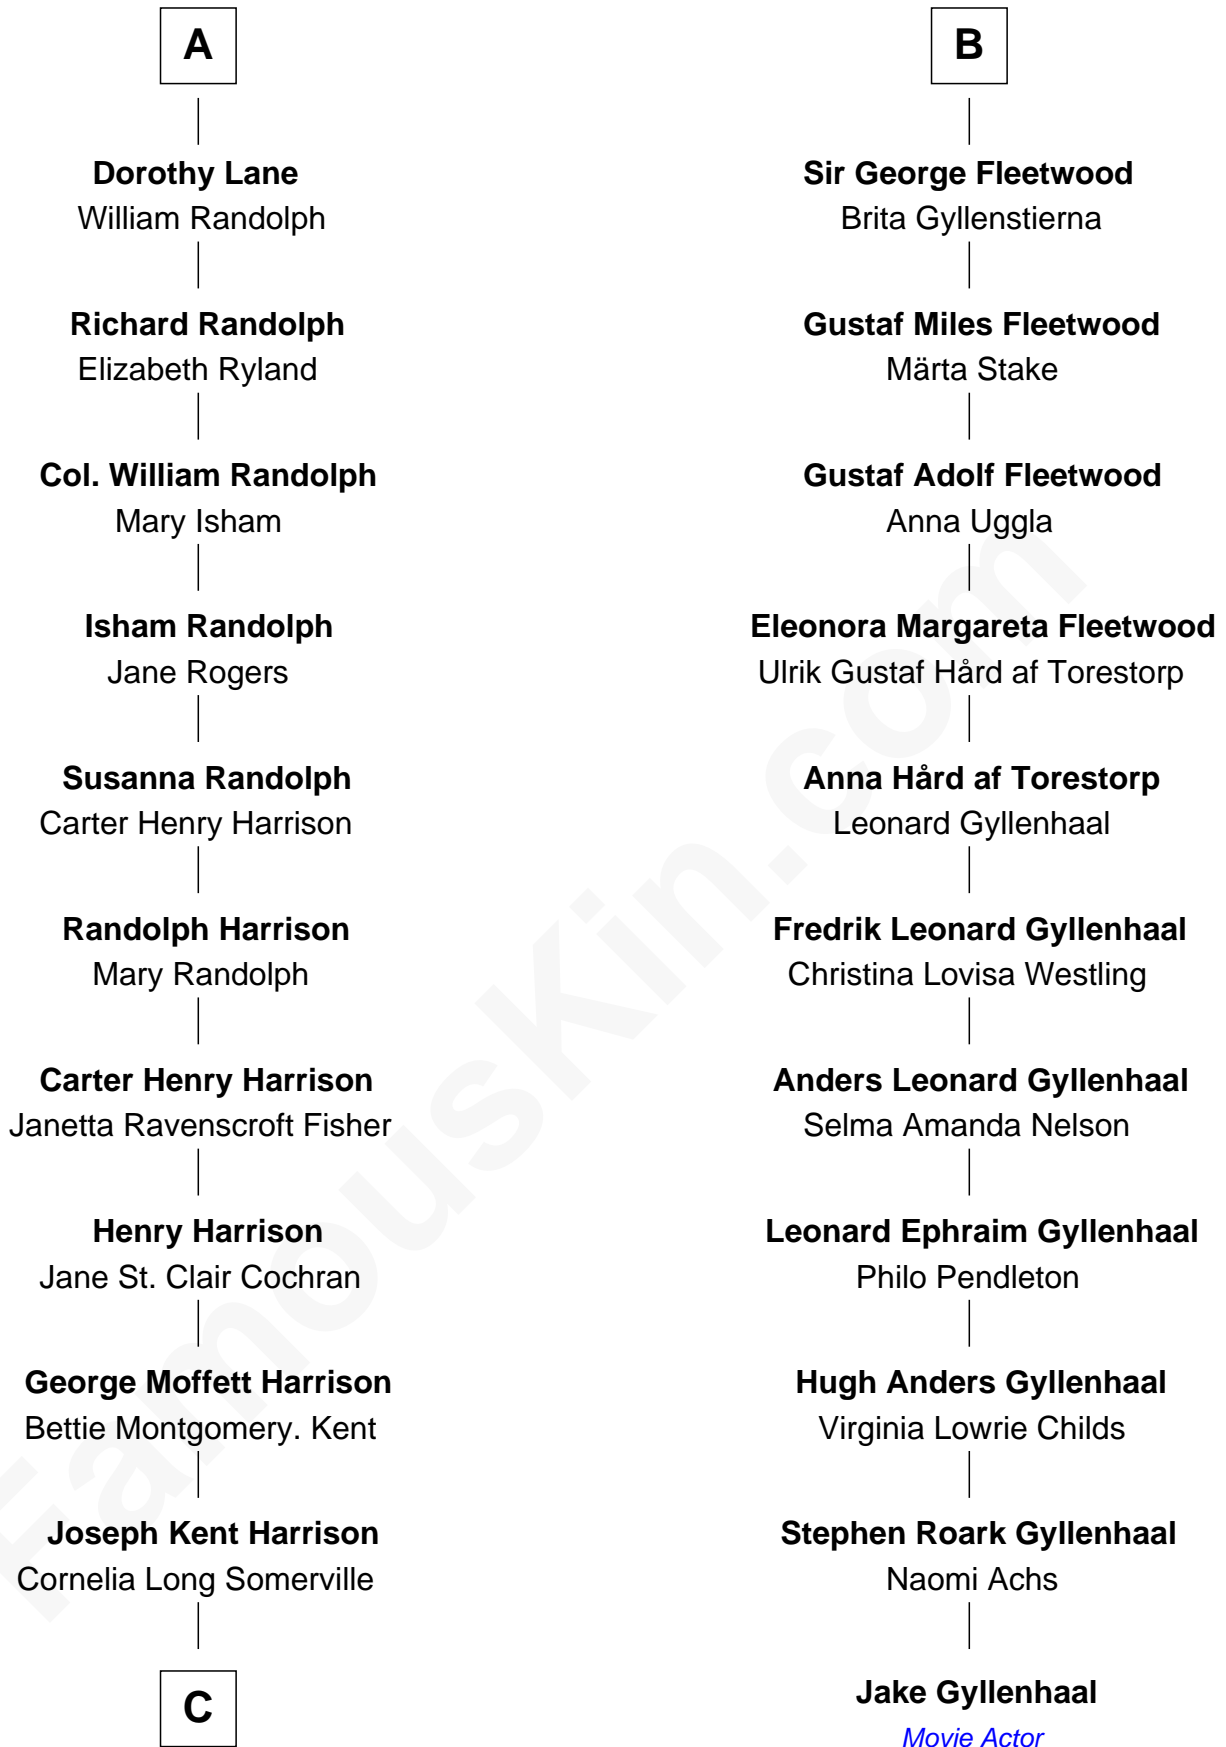 A
Dorothy Lane
William Randolph
Richard Randolph
Elizabeth Ryland
Col. William Randolph
Mary Isham
Isham Randolph
Jane Rogers
Susanna Randolph
Carter Henry Harrison
Randolph Harrison
Mary Randolph
Carter Henry Harrison
Janetta Ravenscroft Fisher
Henry Harrison
Jane St. Clair Cochran
George Moffett Harrison
Bettie Montgomery. Kent
Joseph Kent Harrison
Cornelia Long Somerville
C
B
Sir George Fleetwood
Brita Gyllenstierna
Gustaf Miles Fleetwood
Märta Stake
Gustaf Adolf Fleetwood
Anna Uggla
Eleonora Margareta Fleetwood
Ulrik Gustaf Hård af Torestorp
Anna Hård af Torestorp
Leonard Gyllenhaal
Fredrik Leonard Gyllenhaal
Christina Lovisa Westling
Anders Leonard Gyllenhaal
Selma Amanda Nelson
Leonard Ephraim Gyllenhaal
Philo Pendleton
Hugh Anders Gyllenhaal
Virginia Lowrie Childs
Stephen Roark Gyllenhaal
Naomi Achs
Jake Gyllenhaal
Movie Actor
FamousKin.com